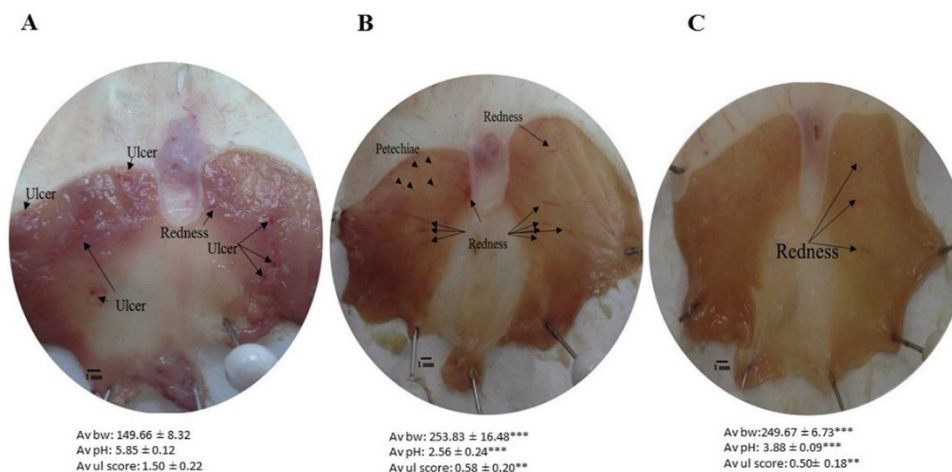 A
B
C
Ulcer
Ulcer
Redness
Ulcer
Ulcer
1 mm
Redness
Petechiae
Redness
1 mm
Redness
1 mm
Av bw: 149.66 ± 8.32
Av pH: 5.85 ± 0.12
Av ul score: 1.50 ± 0.22
Av bw: 253.83 ± 16.48***
Av pH: 2.56 ± 0.24***
Av ul score: 0.58 ± 0.20**
Av bw:249.67 ± 6.73***
Av pH: 3.88 ± 0.09***
Av ul score: 0.50± 0.18**